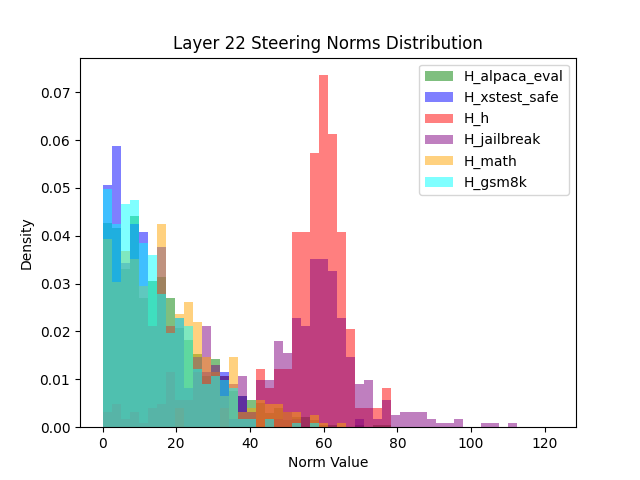 Layer 22 Steering Norms Distribution
H_alpaca_eval
H_xstest_safe
H_h
H_jailbreak
H_math
H_gsm8k
0.07
0.06
0.05
0.04
0.03
0.02
0.01
0.00
Density
0 20 40 60 80 100 120
Norm Value